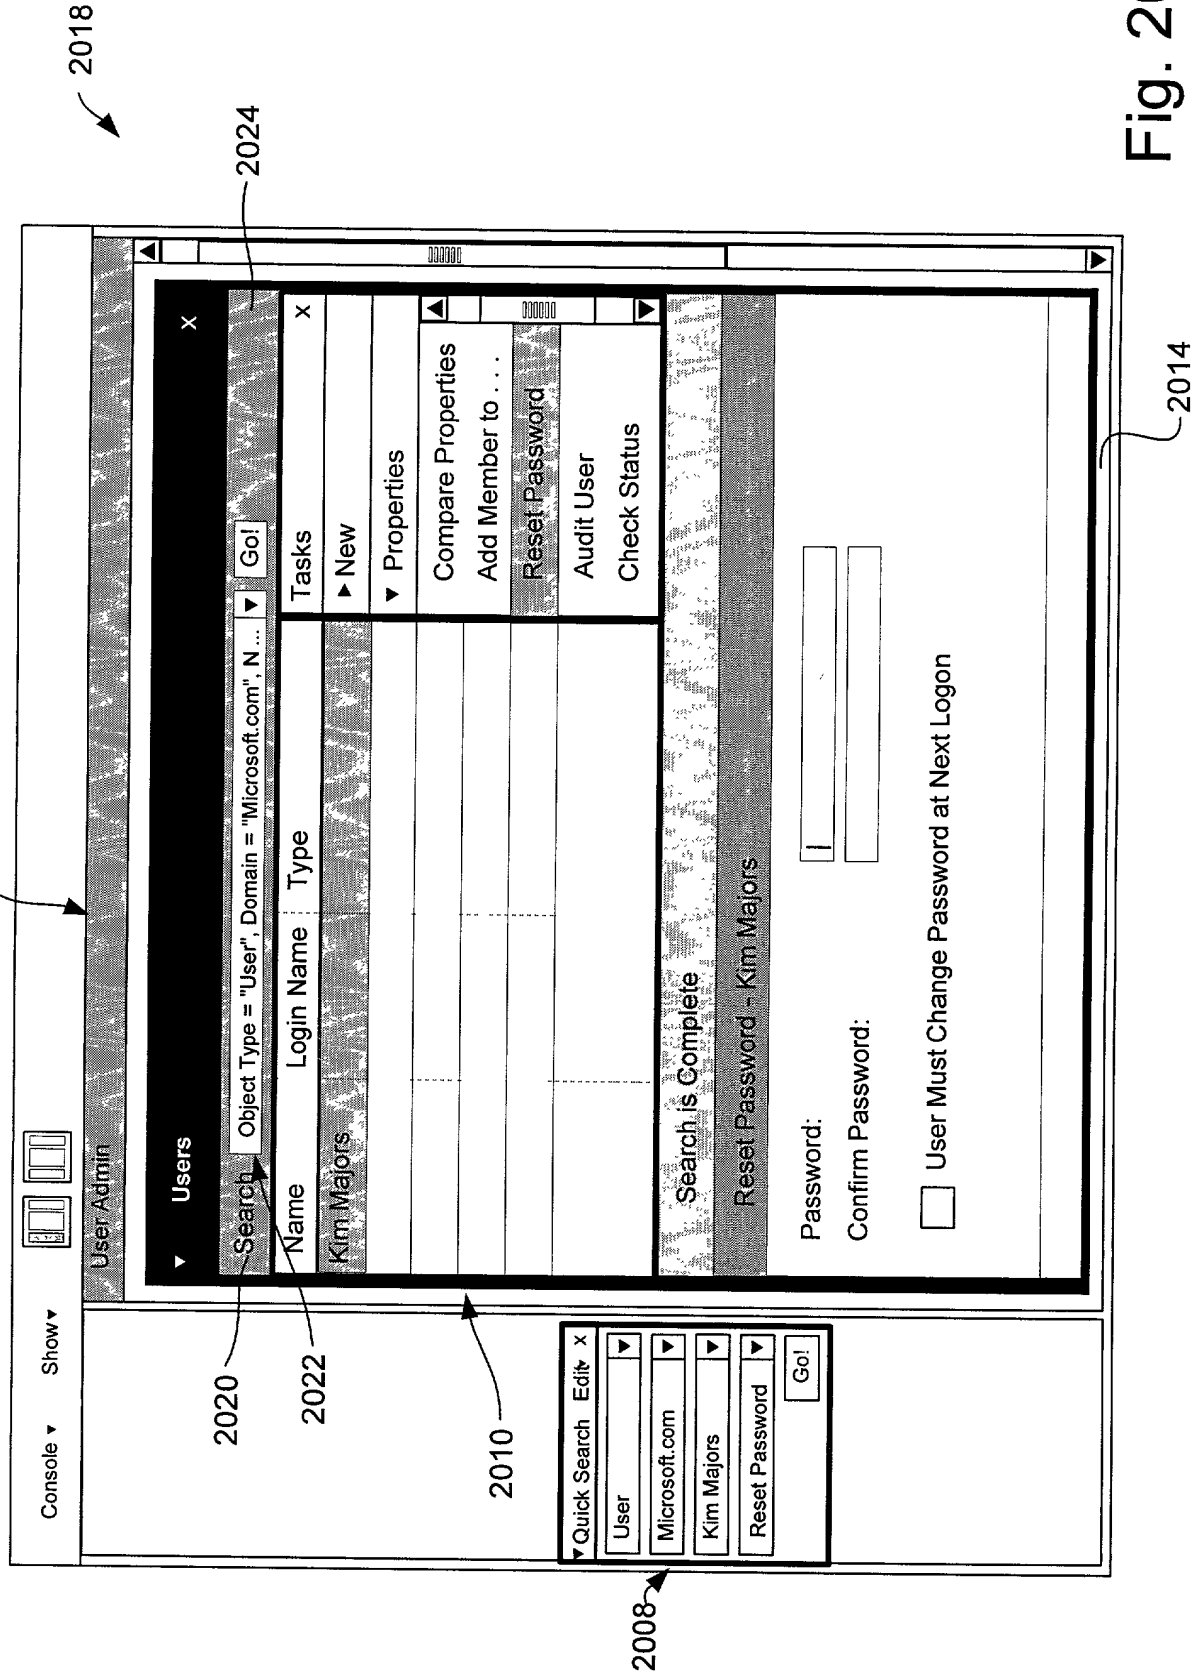 2018
Console Show
User Admin
2024
Users X
2020
Search Object Type = "User", Domain = "Microsoft.com", N ... Go!
2022
Name Login Name Type
Tasks X
Kim Majors
New
Properties
Compare Properties
Add Member to . . . .
Reset Password
Audit User
Check Status
2010
Quick Search Edit x
User
Microsoft.com
Kim Majors
Reset Password
Go!
2008
Search is Complete
Reset Password - Kim Majors
Password:
Confirm Password:
User Must Change Password at Next Logon
2014
Fig.